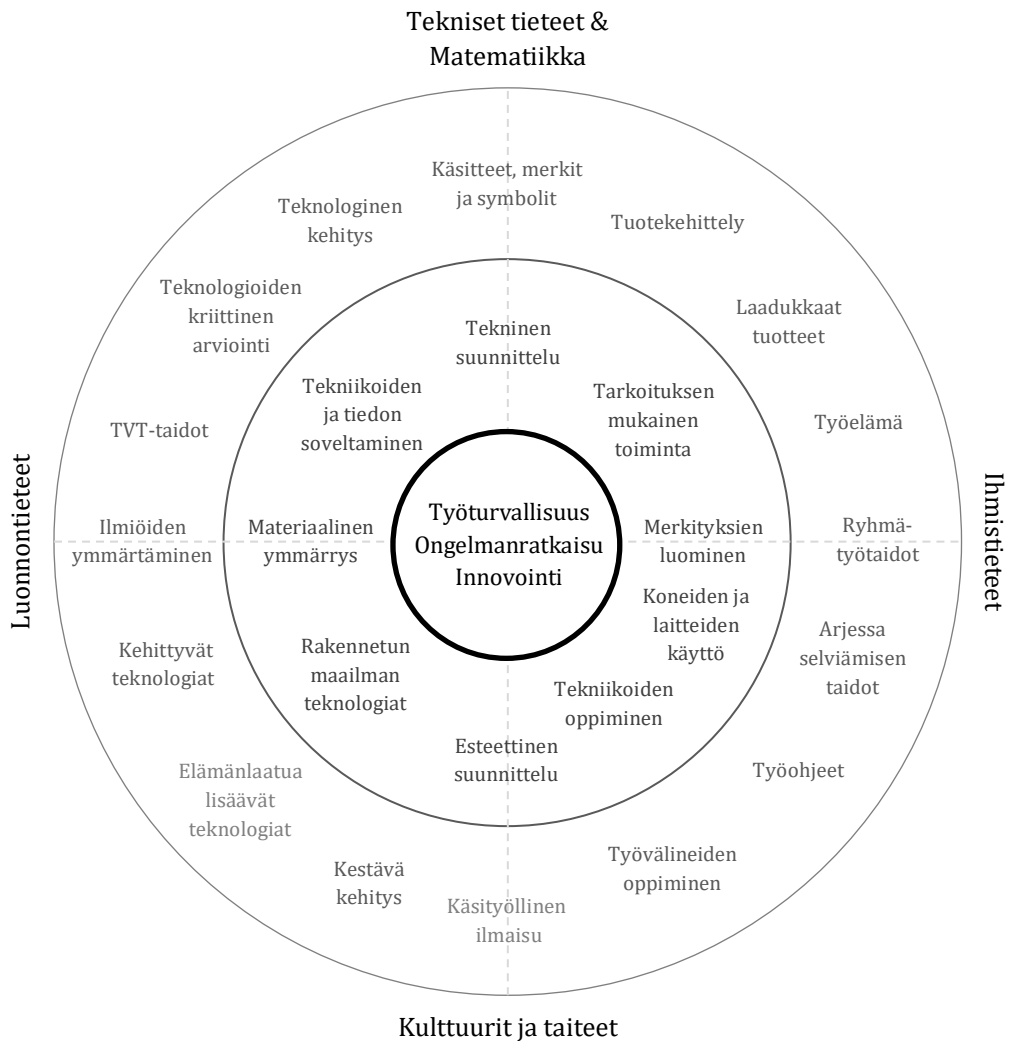 Tekniset tieteet &
Matematiikka
Käsitteet, merkit
ja symbolit
Teknologinen
kehitys
Tuotekehittely
Teknologioiden
kriittinen
arviointi
Laadukkaat
tuotteet
Tekninen
suunnittelu
Tekniikoiden
ja tiedon
soveltaminen
Tarkoituksen
mukainen
toiminta
TVT-taidot
Työelämä
Luonnontieteet
Ilmiöiden
ymmärtäminen
Materiaalinen
ymmärrys
Työturvallisuus
Ongelmanratkaisu
Innovointi
Merkityksien
luominen
Ryhmä-
työtaidot
Ihmistieteet
Koneiden ja
laitteiden
käyttö
Arjessa
selviämisen
taidot
Kehittyvät
teknologiat
Rakennetun
maailman
teknologiat
Tekniikoiden
oppiminen
Esteettinen
suunnittelu
Elämänlaatua
lisäävät
teknologiat
Työohjeet
Työvälineiden
oppiminen
Kestävä
kehitys
Käsityöllinen
ilmaisu
Kulttuurit ja taiteet